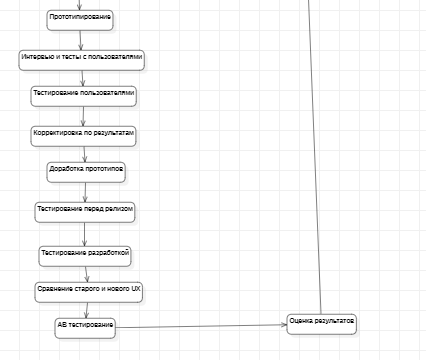 Прототипирование
Интервью и тесты с пользователями
Тестирование пользователями
Корректировка по результатам
Доработка прототипов
Тестирование перед релизом
Тестирование разработкой
Сравнение старого и нового UX
АВ тестирование
Оценка результатов